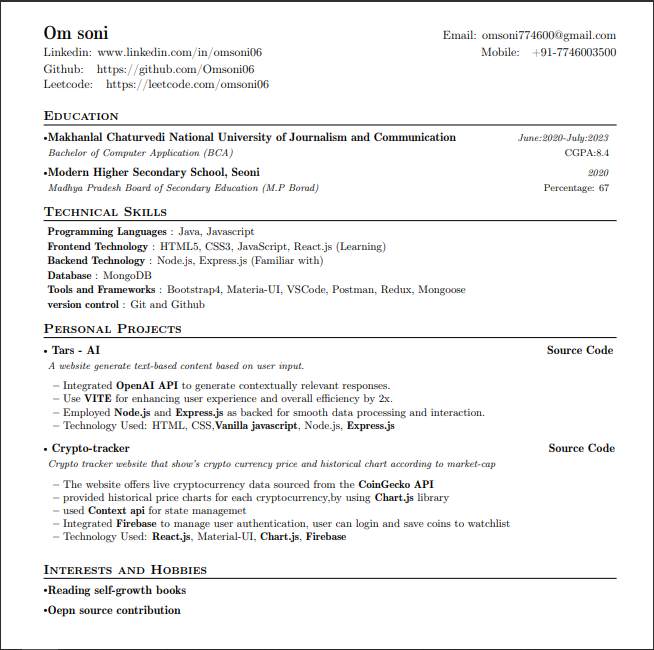 Om soni
Email: omsoni774600@gmail.com
Linkedin: www.linkedin.com/in/omsoni06
Mobile: +91-7746003500
Github: https://github.com/Omsoni06
Leetcode: https://leetcode.com/omsoni06
Education
•Makhanlal Chaturvedi National University of Journalism and Communication June:2020-July:2023
Bachelor of Computer Application (BCA) CGPA:8.4
•Modern Higher Secondary School, Seoni 2020
Madhya Pradesh Board of Secondary Education (M.P Borad) Percentage: 67
Technical Skills
Programming Languages : Java, Javascript
Frontend Technology : HTML5, CSS3, JavaScript, React.js (Learning)
Backend Technology : Node.js, Express.js (Familiar with)
Database : MongoDB
Tools and Frameworks : Bootstrap4, Materia-UI, VSCode, Postman, Redux, Mongoose
version control : Git and Github
Personal Projects
• Tars - AI Source Code
A website generate text-based content based on user input.
– Integrated OpenAI API to generate contextually relevant responses.
– Use VITE for enhancing user experience and overall efficiency by 2x.
– Employed Node.js and Express.js as backed for smooth data processing and interaction.
– Technology Used: HTML, CSS,Vanilla javascript, Node.js, Express.js
• Crypto-tracker Source Code
Crypto tracker website that show's crypto currency price and historical chart according to market-cap
– The website offers live cryptocurrency data sourced from the CoinGecko API
– provided historical price charts for each cryptocurrency,by using Chart.js library
– used Context api for state managemet
– Integrated Firebase to manage user authentication, user can login and save coins to watchlist
– Technology Used: React.js, Material-UI, Chart.js, Firebase
Interests and Hobbies
•Reading self-growth books
•Oepn source contribution